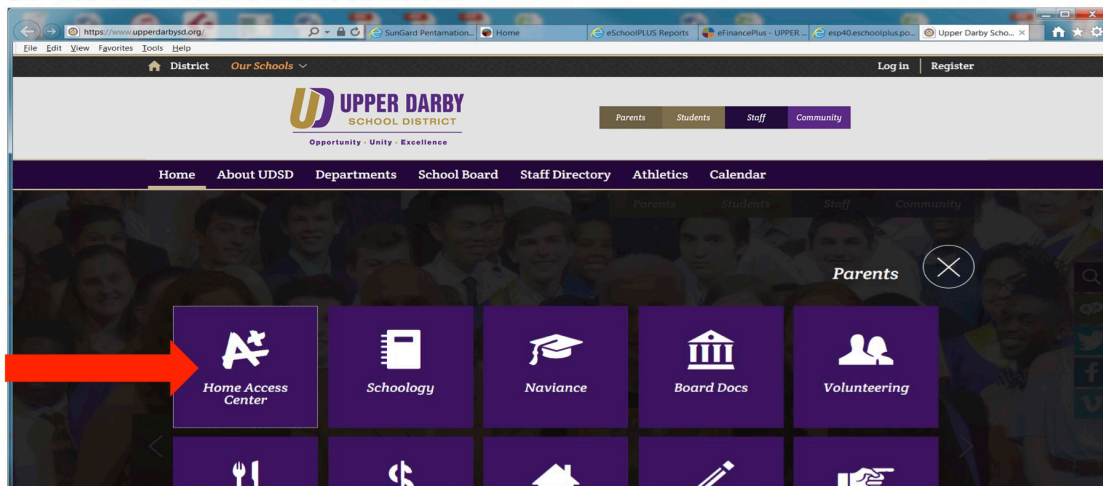 https://www.upperdarbysd.org/
SunGard Pentamation...
Home
eSchoolPLUS Reports
eFinancePlus - UPPER ...
esp40.eschoolplus.po...
Upper Darby Scho...
File Edit View Favorites Tools Help
District Our Schools
Log in Register
UD UPPER DARBY
SCHOOL DISTRICT
Opportunity · Unity · Excellence
Parents Students Staff Community
Home About UDSD Departments School Board Staff Directory Athletics Calendar
Parents Students Staff Community
Parents
A+
Home Access
Center
Schoology
Naviance
Board Docs
Volunteering